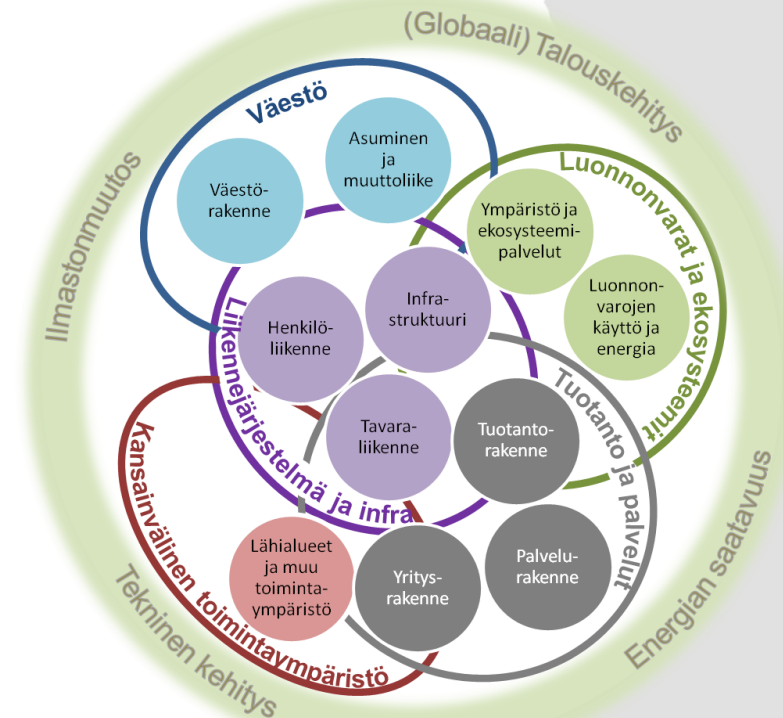 (Globaali) Talouskehitys
Ilmastonmuutos
Väestö
Asuminen
ja
muuttoliike
Väestö-
rakenne
Luonnonvarat ja ekosysteemit
Ympäristö ja
ekosysteemi-
palvelut
Luonnon-
varojen
käyttö ja
energia
Infra-
struktuuri
Henkilö-
liikenne
Liikennejärjestelmä ja infra
Tavara-
liikenne
Tuotanto ja palvelut
Tuotanto-
rakenne
Kansainvälinen toimintaympäristö
Lähialueet
ja muu
toiminta-
ympäristö
Yritys-
rakenne
Palvelu-
rakenne
Energian saatavuus
Tekninen kehitys